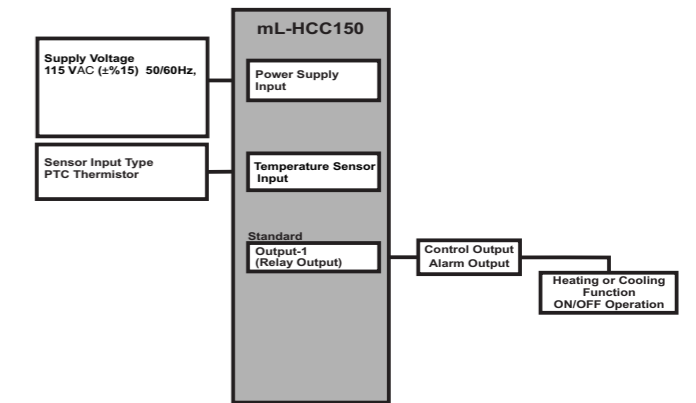 mL-HCC150
Supply Voltage
115 VAC (±%15) 50/60Hz,
Power Supply
Input
Sensor Input Type
PTC Thermistor
Temperature Sensor
Input
Standard
Output-1
(Relay Output)
Control Output
Alarm Output
Heating or Cooling
Function
ON/OFF Operation